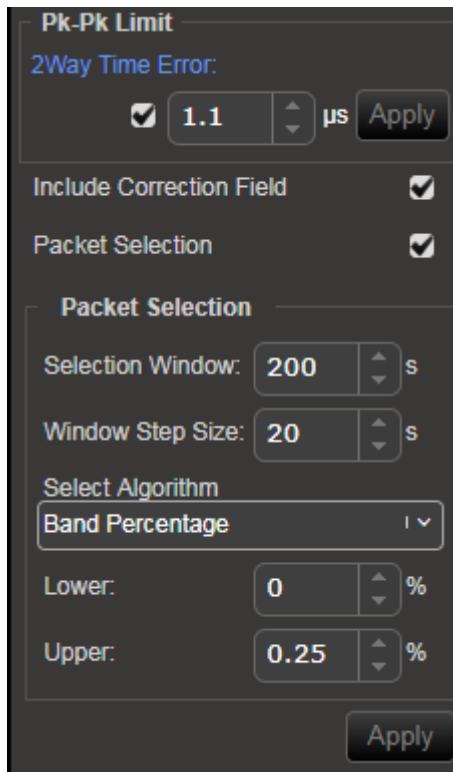 Pk-Pk Limit
2Way Time Error:
1.1 µs Apply
Include Correction Field
Packet Selection
Packet Selection
Selection Window: 200 s
Window Step Size: 20 s
Select Algorithm
Band Percentage
Lower: 0 %
Upper: 0.25 %
Apply